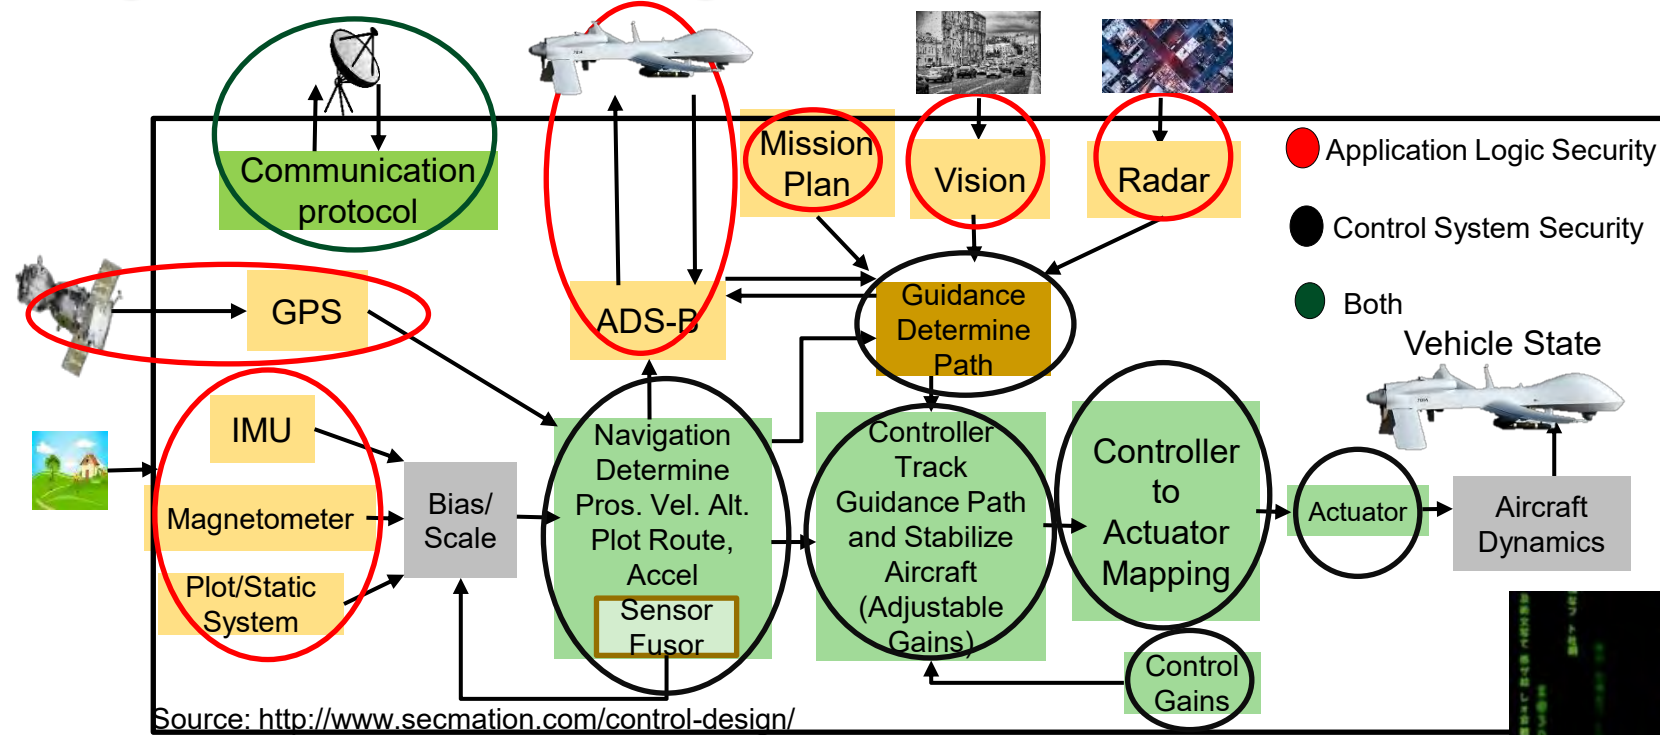 Communication
protocol
Mission
Plan
Vision
Radar
Application Logic Security
Control System Security
Both
GPS
ADS-B
Guidance
Determine
Path
Vehicle State
IMU
Magnetometer
Plot/Static
System
Bias/
Scale
Navigation
Determine
Pros. Vel. Alt.
Plot Route,
Accel
Sensor
Fusor
Controller
Track
Guidance Path
and Stabilize
Aircraft
(Adjustable
Gains)
Controller
to
Actuator
Mapping
Actuator
Aircraft
Dynamics
Control
Gains
Source: http://www.secmation.com/control-design/